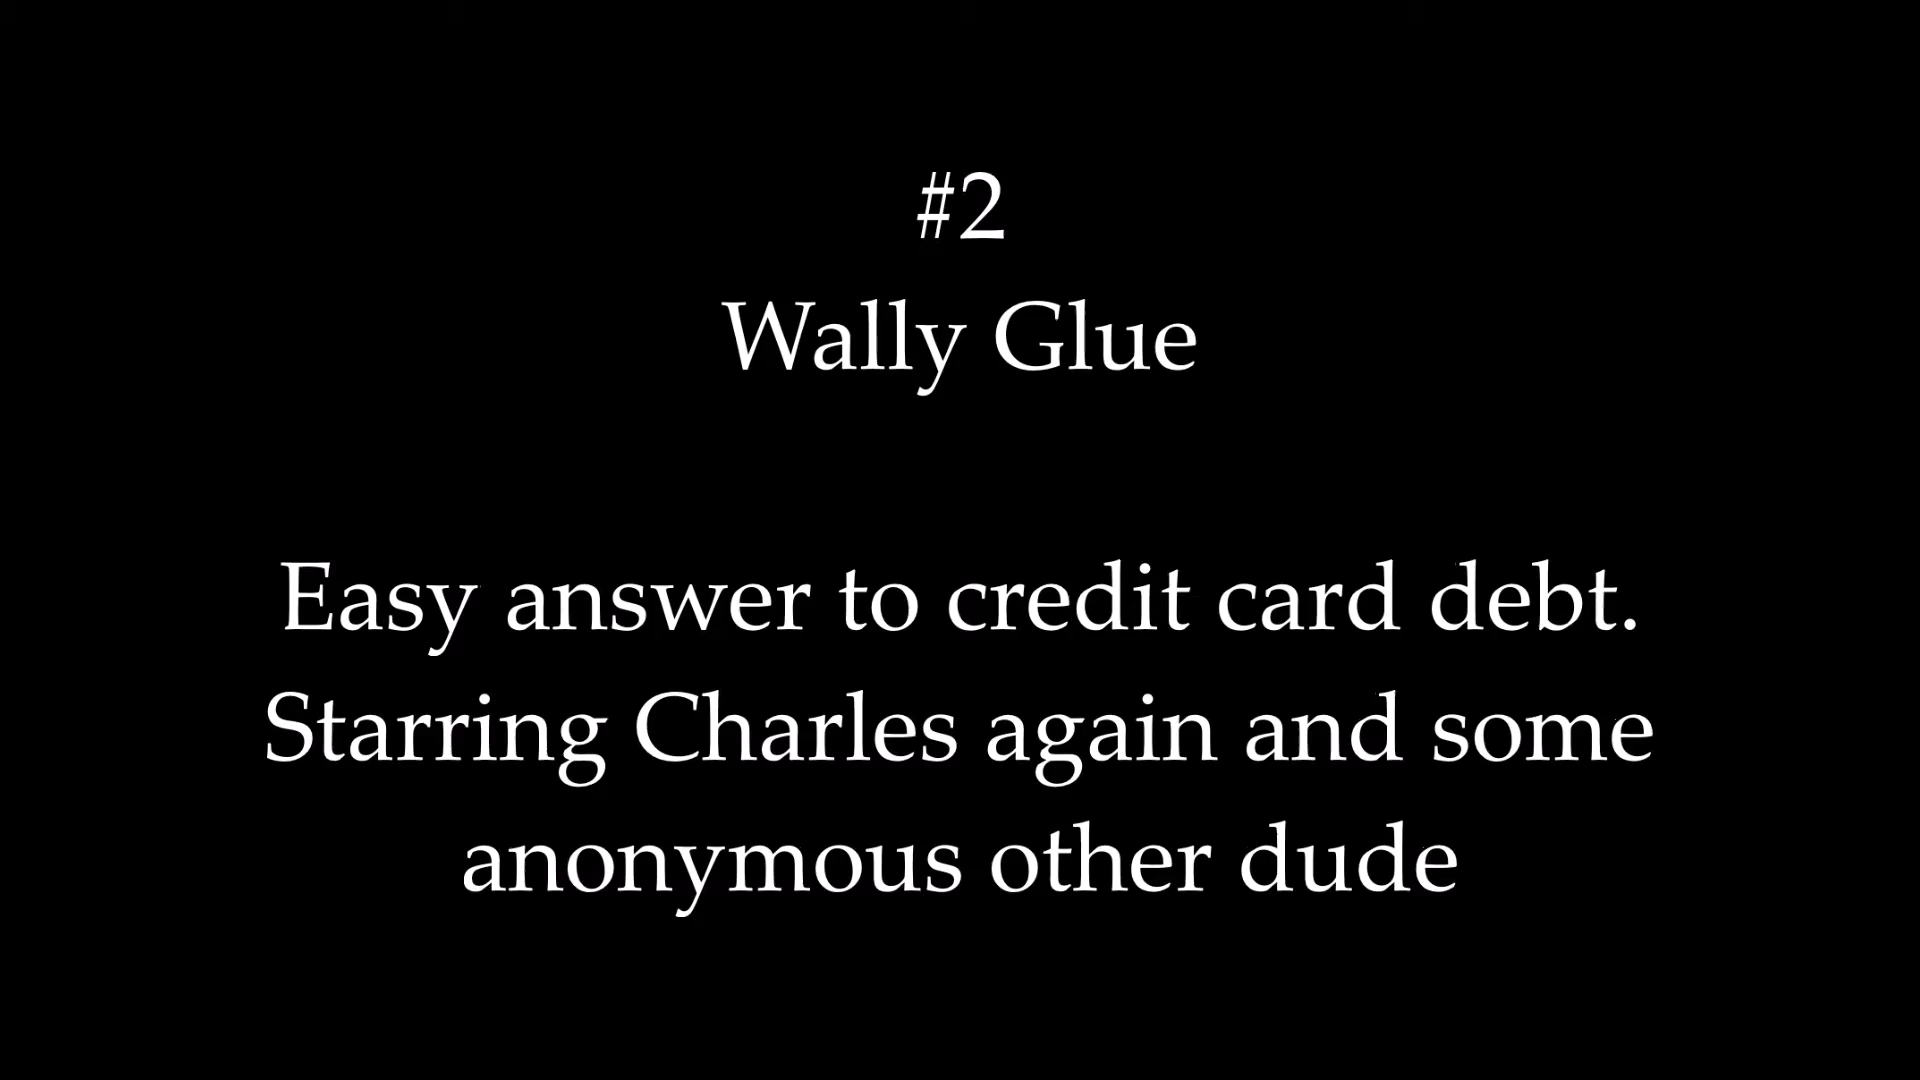 #2
Wally Glue
Easy answer to credit card debt.
Starring Charles again and some
anonymous other dude